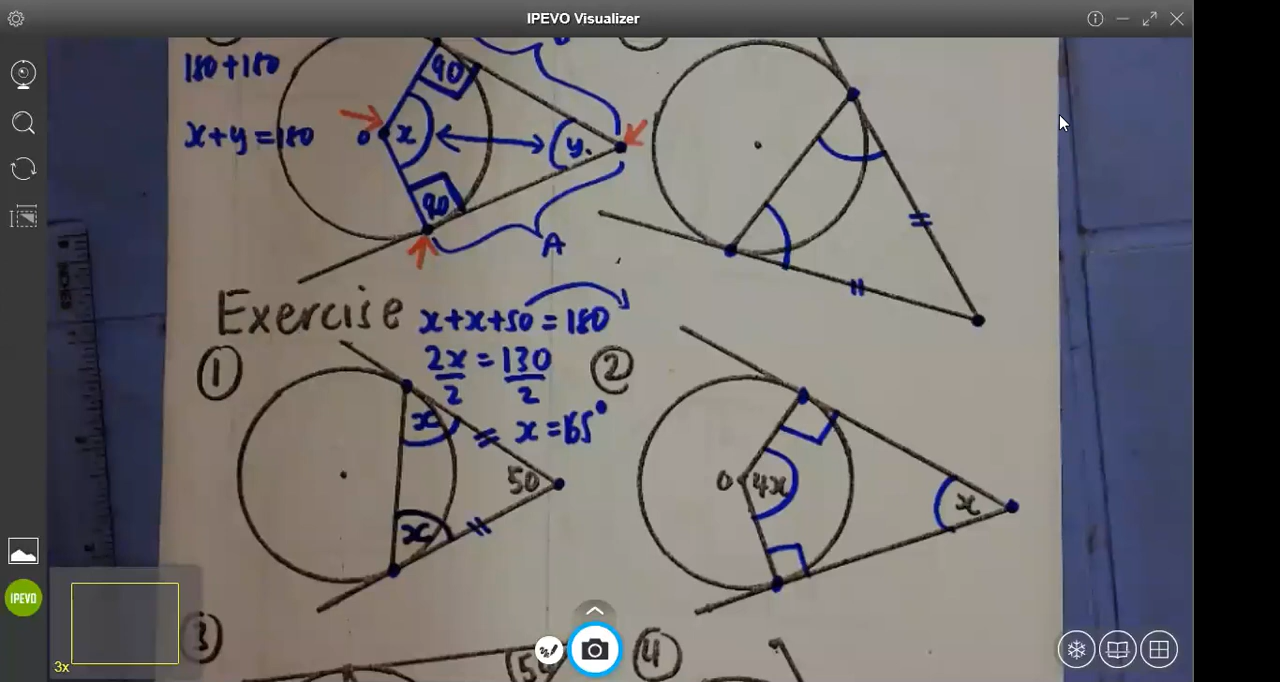 IPEVO Visualizer
180+180
x+y=180
90
o
x
y.
90
A
Exercise
x+x+50=180
①
2x = 130
2 2
②
x = 65°
x
50
x
O
4x
x
③
④
IPEVO
3x